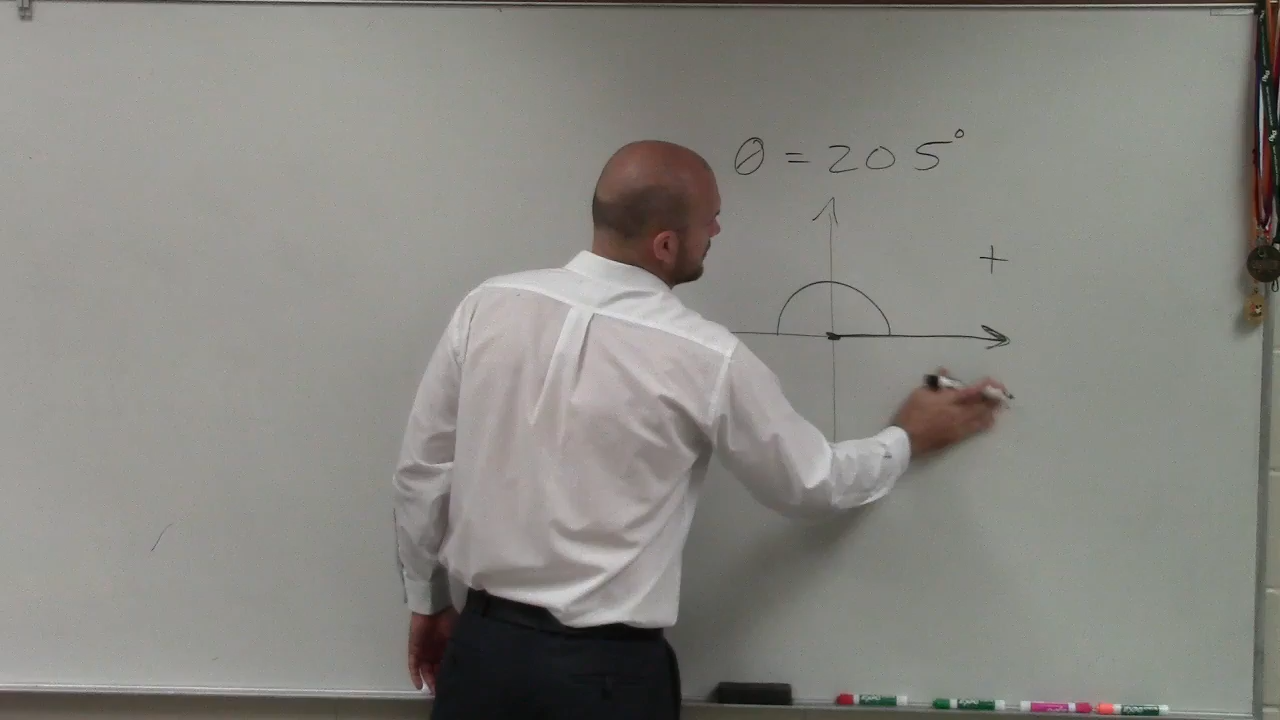 θ = 205°
+